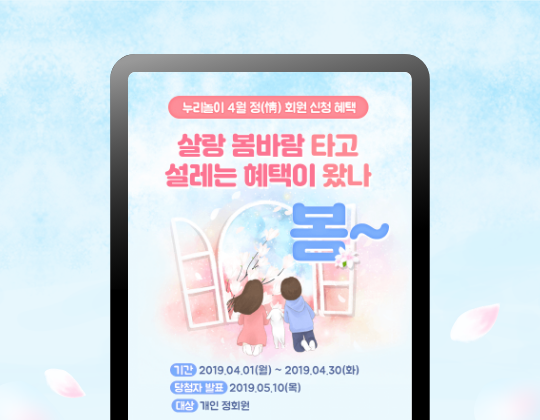 누리놀이 4월 정(情) 회원 신청 혜택
살랑 봄바람 타고
설레는 혜택이 왔나
봄~
기간 2019.04.01(월) ~ 2019.04.30(화)
당첨자 발표 2019.05.10(목)
대상 개인 정회원